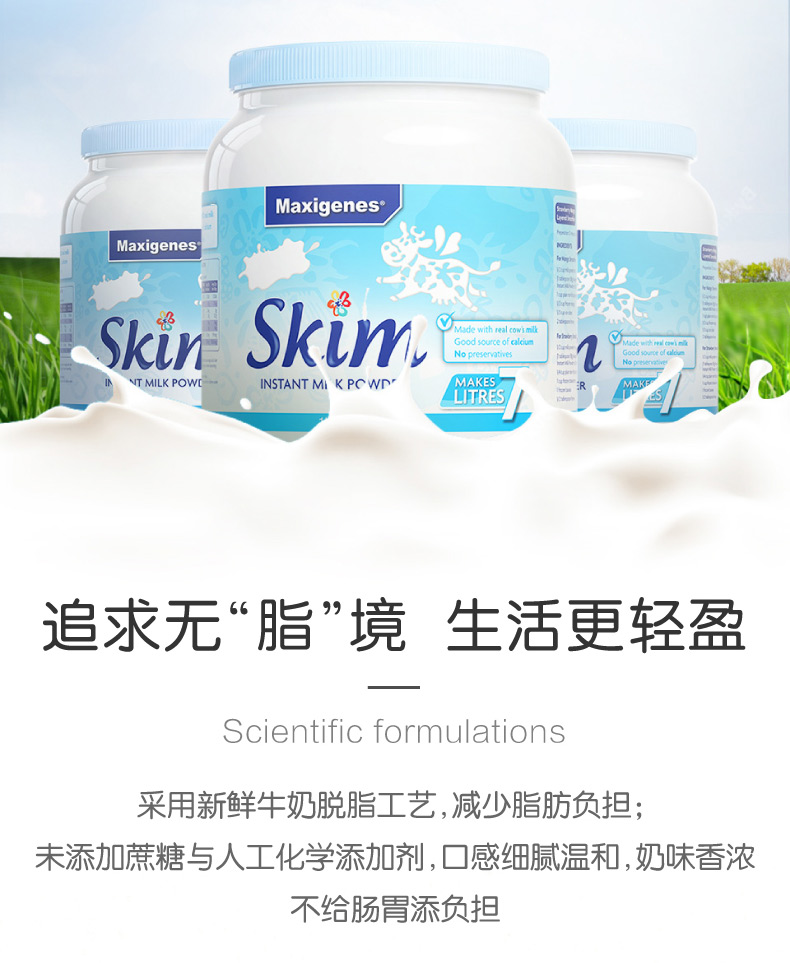 Maxigenes®
Skim
INSTANT MILK POWDER
Made with real cow's milk
Good source of calcium
No preservatives
MAKES
LITRES 7
Maxigenes
Skim
INSTANT MILK POWD
Made with real cow's milk
Good source of calcium
No preservatives
MAKES
LITRES 7
追求无“脂”境 生活更轻盈
Scientific formulations
采用新鲜牛奶脱脂工艺,减少脂肪负担;
未添加蔗糖与人工化学添加剂,口感细腻温和,奶味香浓
不给肠胃添负担